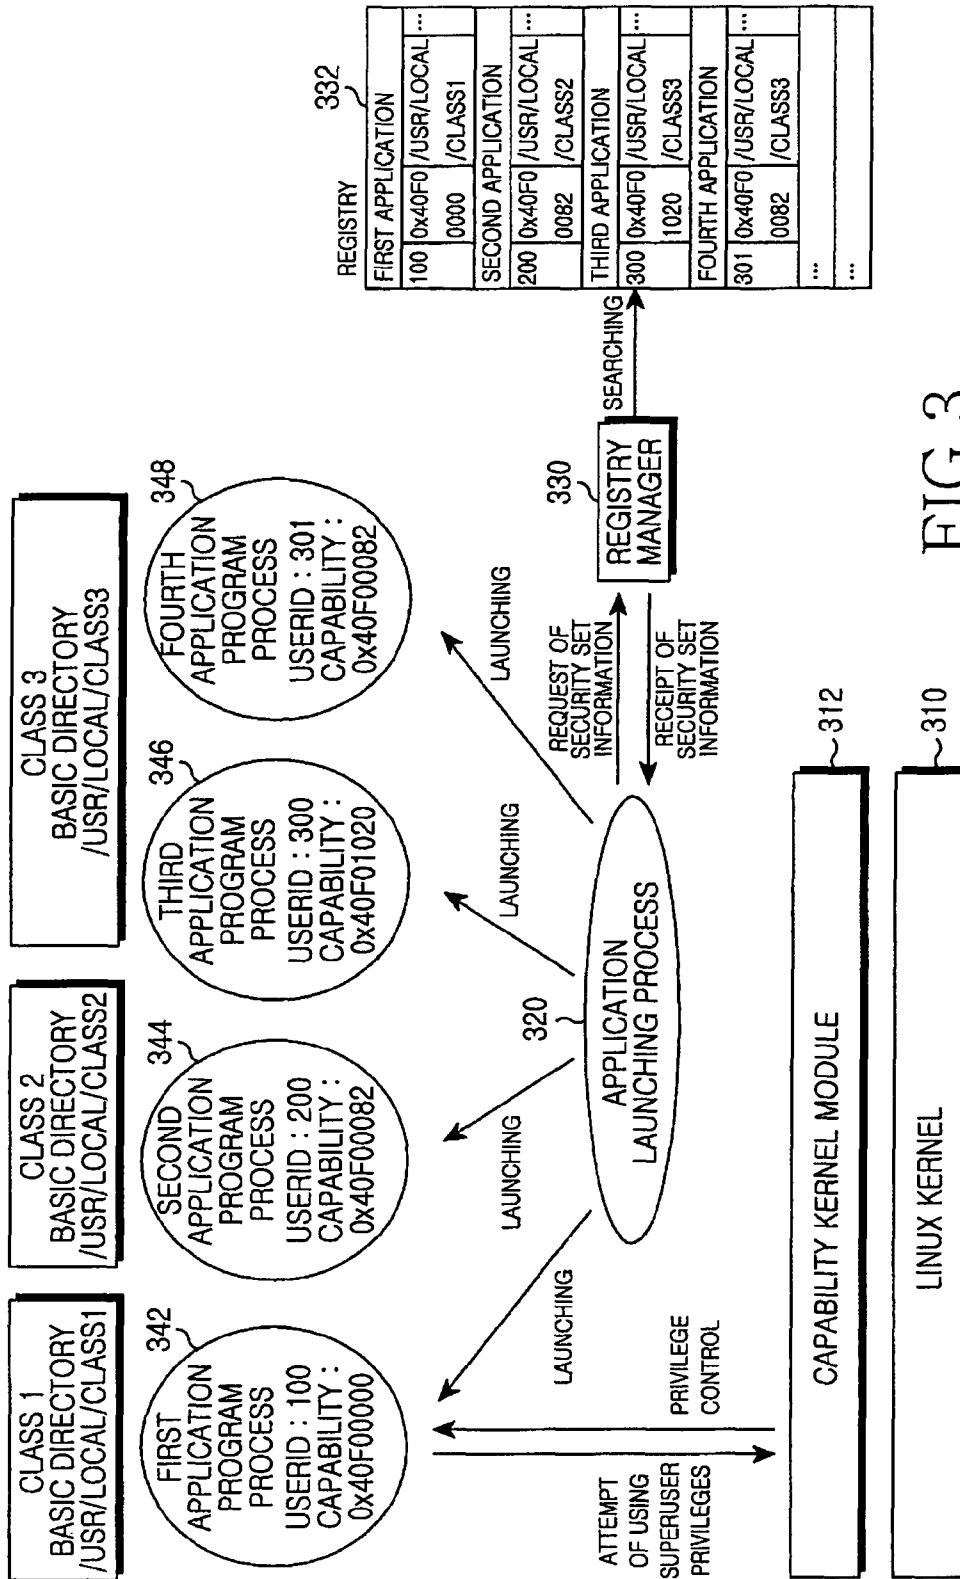 CLASS 1
BASIC DIRECTORY
/USR/LOCAL/CLASS1
CLASS 2
BASIC DIRECTORY
/USR/LOCAL/CLASS2
CLASS 3
BASIC DIRECTORY
/USR/LOCAL/CLASS3
342
FIRST
APPLICATION
PROGRAM
PROCESS
USERID : 100
CAPABILITY :
0x40F00000
344
SECOND
APPLICATION
PROGRAM
PROCESS
USERID : 200
CAPABILITY :
0x40F00082
346
THIRD
APPLICATION
PROGRAM
PROCESS
USERID : 300
CAPABILITY :
0x40F01020
348
FOURTH
APPLICATION
PROGRAM
PROCESS
USERID : 301
CAPABILITY :
0x40F00082
LAUNCHING
LAUNCHING
LAUNCHING
LAUNCHING
320
APPLICATION
LAUNCHING PROCESS
REQUEST OF
SECURITY SET
INFORMATION
RECEIPT OF
SECURITY SET
INFORMATION
330
REGISTRY
MANAGER
SEARCHING
REGISTRY
332
FIRST APPLICATION
100 0x40F0 /USR/LOCAL ...
0000 /CLASS1
SECOND APPLICATION
200 0x40F0 /USR/LOCAL ...
0082 /CLASS2
THIRD APPLICATION
300 0x40F0 /USR/LOCAL ...
1020 /CLASS3
FOURTH APPLICATION
301 0x40F0 /USR/LOCAL ...
0082 /CLASS3
...
...
ATTEMPT
OF USING
SUPERUSER
PRIVILEGES
PRIVILEGE
CONTROL
CAPABILITY KERNEL MODULE
312
LINUX KERNEL
310
FIG.3